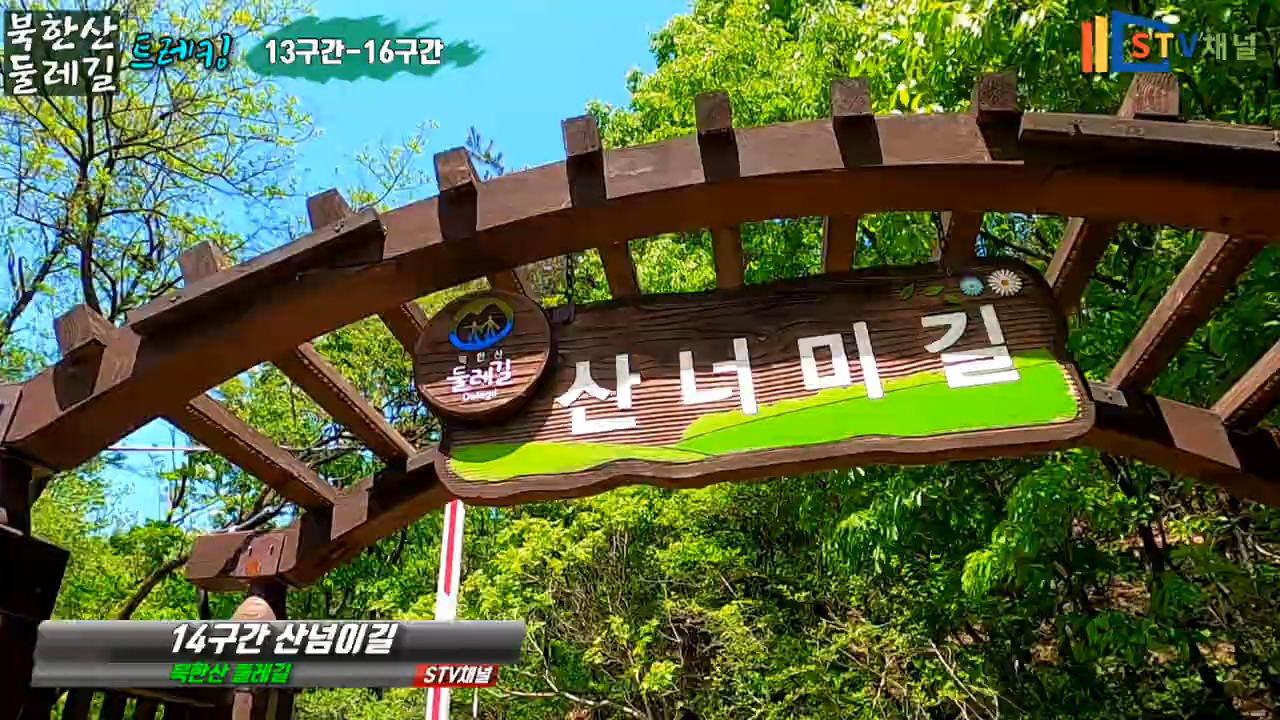 북한산
둘레길
트레킹
13구간-16구간
STV채널
북한산
둘레길
Dulegil
산너미길
14구간 산넘이길
북한산 둘레길
STV채널